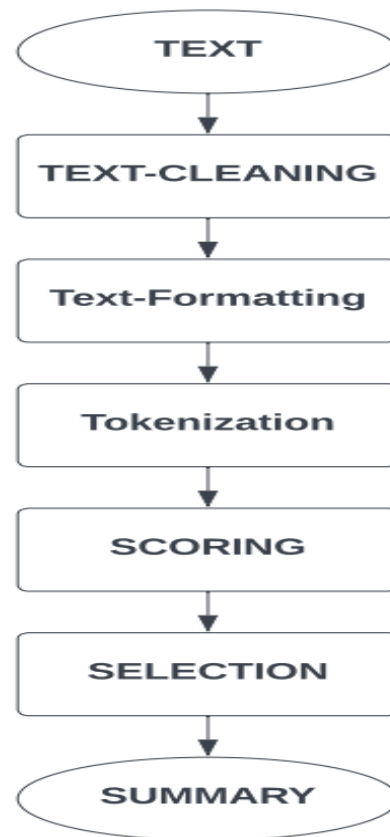 TEXT
TEXT-CLEANING
Text-Formatting
Tokenization
SCORING
SELECTION
SUMMARY